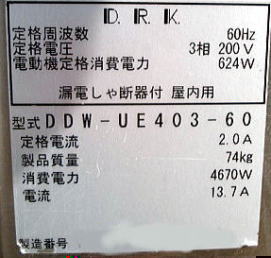 D.R.K.
定格周波数 60Hz
定格電圧 3相 200V
電動機定格消費電力 624W
漏電しゃ断器付 屋内用
型式 DDW-UE403-60
定格電流 2.0A
製品質量 74kg
消費電力 4670W
電流 13.7A
製造番号